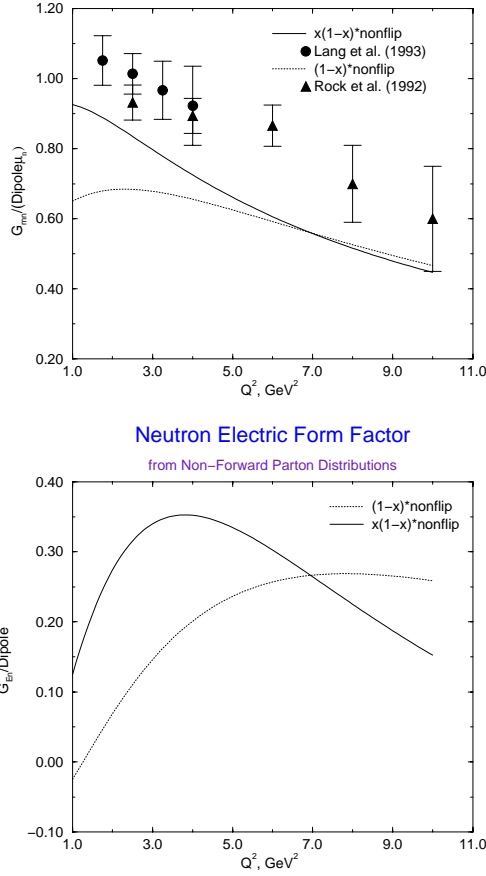 1.20
1.00
0.80
0.60
0.40
0.20
G_mn/(Dipoleμ_n)
x(1−x)*nonflip
Lang et al. (1993)
(1−x)*nonflip
Rock et al. (1992)
1.0 3.0 5.0 7.0 9.0 11.0
Q², GeV²
Neutron Electric Form Factor
from Non−Forward Parton Distributions
0.40
0.30
0.20
0.10
0.00
−0.10
G_En/Dipole
(1−x)*nonflip
x(1−x)*nonflip
1.0 3.0 5.0 7.0 9.0 11.0
Q², GeV²